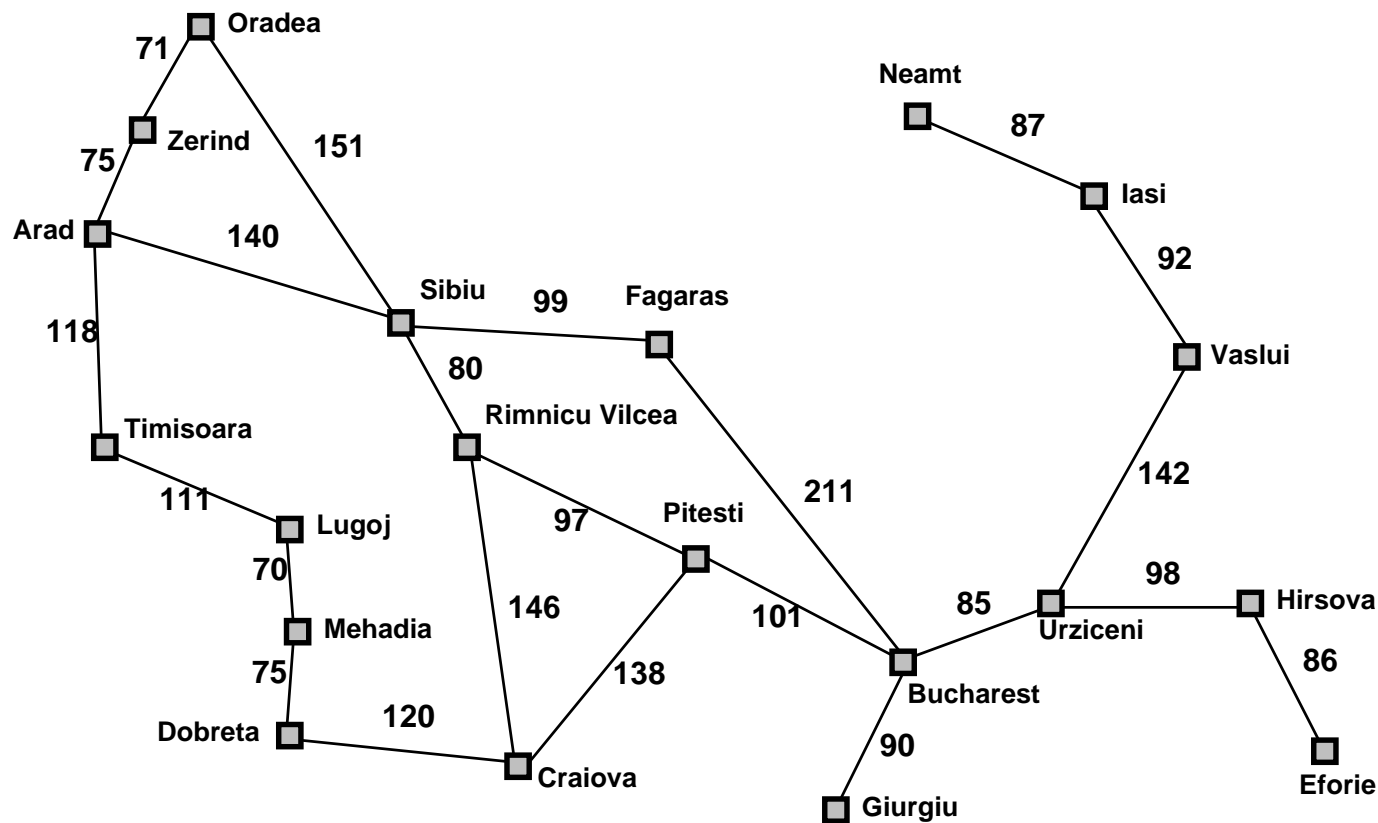 Oradea
71
Neamt
87
Zerind
151
75
Iasi
Arad
140
92
Sibiu
99
Fagaras
118
80
Vaslui
Rimnicu Vilcea
Timisoara
142
111
211
Lugoj
97
Pitesti
70
98
146
101
85
Hirsova
Mehadia
Urziceni
75
138
86
Bucharest
120
Dobreta
90
Craiova
Eforie
Giurgiu